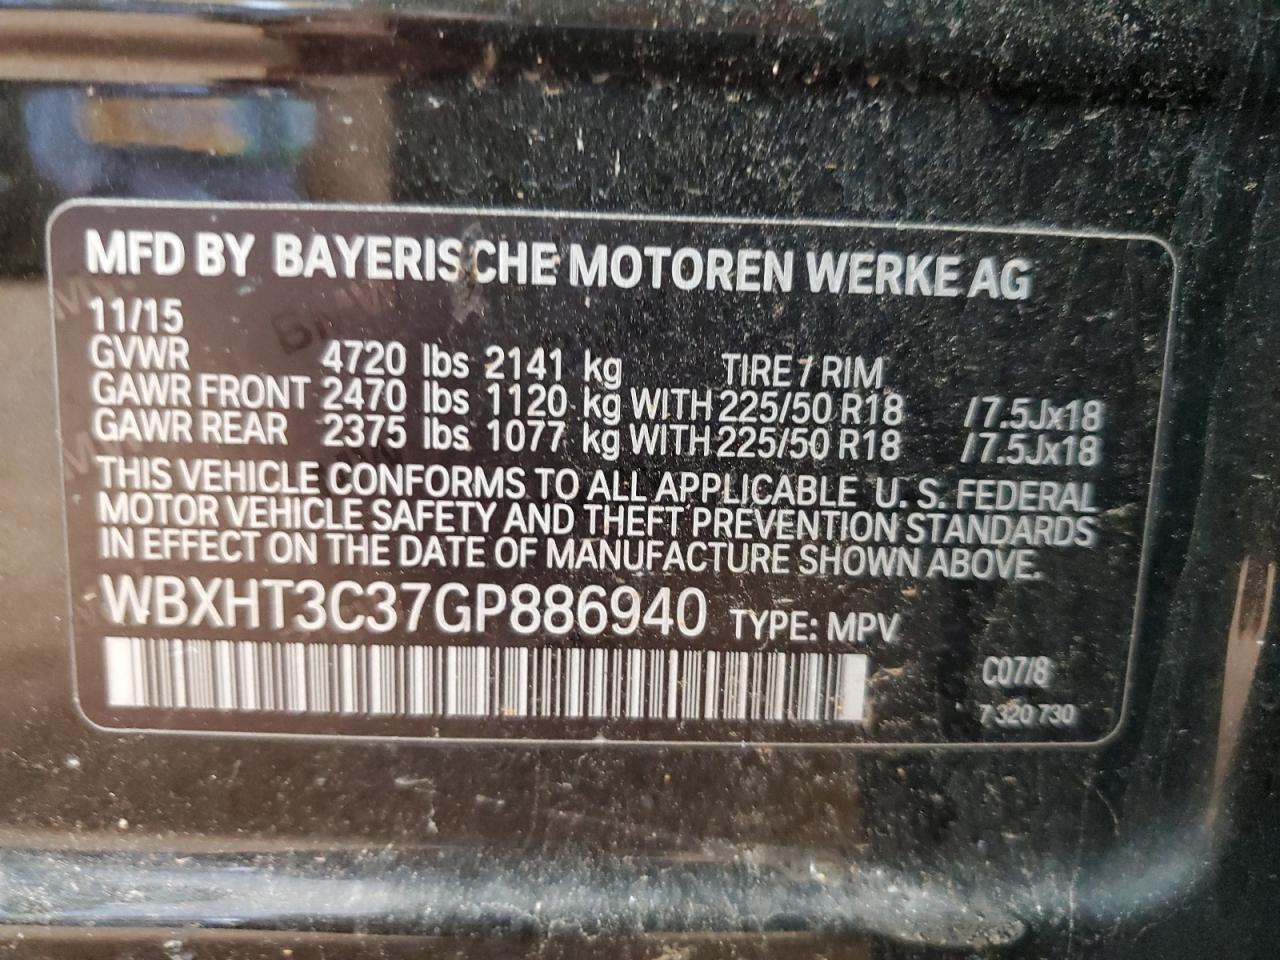 MFD BY BAYERISCHE MOTOREN WERKE AG
11/15
GVWR 4720 lbs 2141 kg TIRE / RIM
GAWR FRONT 2470 lbs 1120 kg WITH 225/50 R18 /7.5Jx18
GAWR REAR 2375 lbs 1077 kg WITH 225/50 R18 /7.5Jx18
THIS VEHICLE CONFORMS TO ALL APPLICABLE U.S. FEDERAL
MOTOR VEHICLE SAFETY AND THEFT PREVENTION STANDARDS
IN EFFECT ON THE DATE OF MANUFACTURE SHOWN ABOVE.
WBXHT3C37GP886940 TYPE: MPV
C07/8
7 320 730